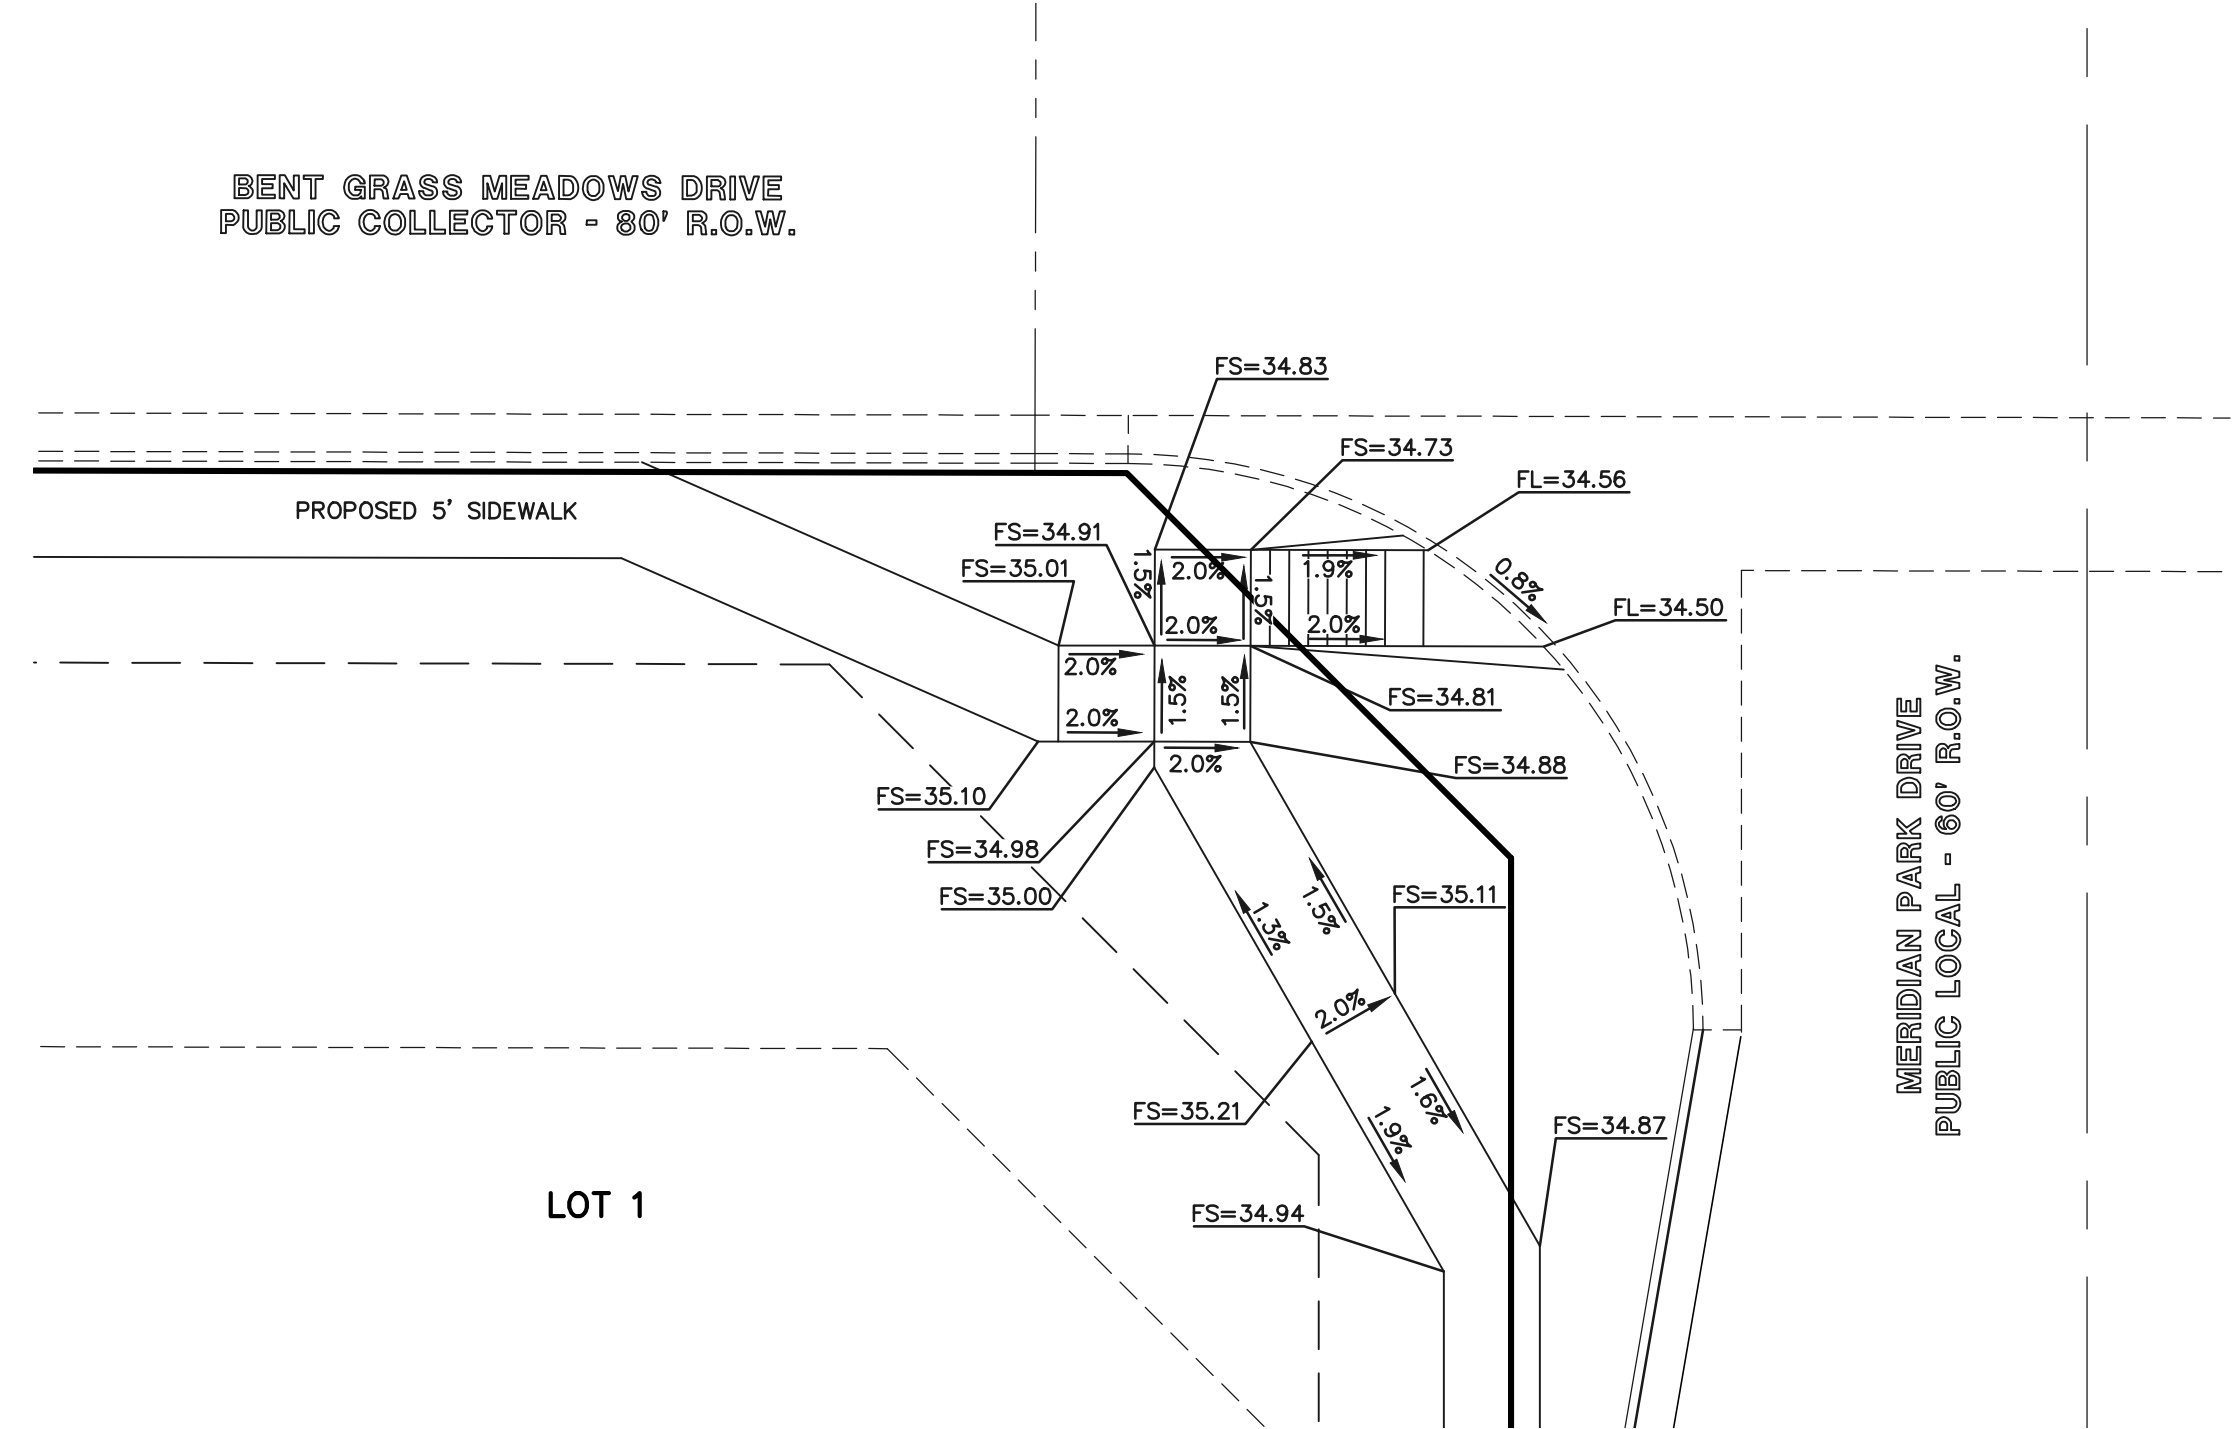 BENT GRASS MEADOWS DRIVE
PUBLIC COLLECTOR - 80' R.O.W.
FS=34.83
FS=34.73
FL=34.56
PROPOSED 5' SIDEWALK
FS=34.91
FS=35.01
1.5%
2.0%
1.5%
1.9%
0.8%
2.0%
2.0%
FL=34.50
2.0%
1.5%
1.5%
FS=34.81
2.0%
2.0%
FS=34.88
FS=35.10
FS=34.98
FS=35.00
1.3%
1.5%
FS=35.11
2.0%
FS=35.21
1.9%
1.6%
FS=34.87
FS=34.94
LOT 1
MERIDIAN PARK DRIVE
PUBLIC LOCAL - 60' R.O.W.